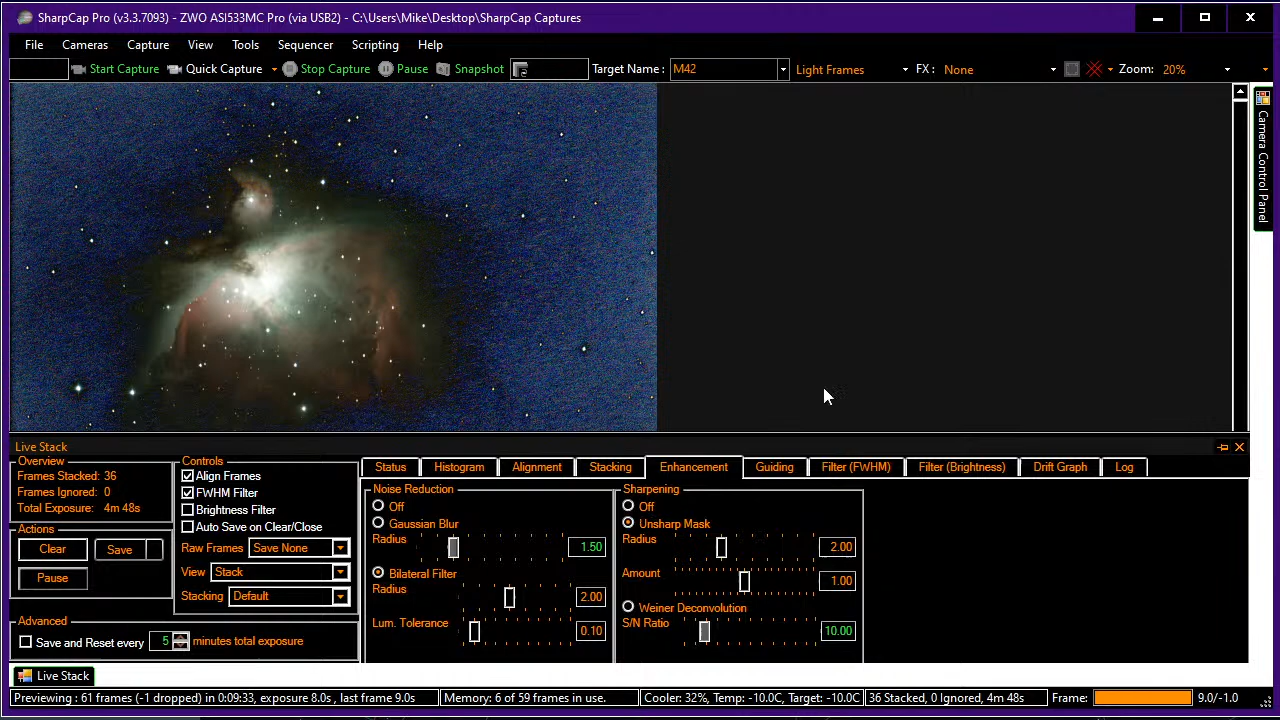 SharpCap Pro (v3.3.7093) - ZWO ASI533MC Pro (via USB2) - C:\Users\Mike\Desktop\SharpCap Captures
File Cameras Capture View Tools Sequencer Scripting Help
Start Capture Quick Capture Stop Capture Pause Snapshot Target Name : M42 Light Frames FX : None Zoom: 20%
Camera Control Panel
Live Stack
Overview
Frames Stacked: 36
Frames Ignored: 0
Total Exposure: 4m 48s
Actions
Clear Save
Pause
Advanced
Save and Reset every 5 minutes total exposure
Controls
Align Frames
FWHM Filter
Brightness Filter
Auto Save on Clear/Close
Raw Frames Save None
View Stack
Stacking Default
Status Histogram Alignment Stacking Enhancement Guiding Filter (FWHM) Filter (Brightness) Drift Graph Log
Noise Reduction
Off
Gaussian Blur
Radius 1.50
Bilateral Filter
Radius 2.00
Lum. Tolerance 0.10
Sharpening
Off
Unsharp Mask
Radius 2.00
Amount 1.00
Weiner Deconvolution
S/N Ratio 10.00
Live Stack
Previewing : 61 frames (-1 dropped) in 0:09:33, exposure 8.0s, last frame 9.0s Memory: 6 of 59 frames in use. Cooler: 32%, Temp: -10.0C, Target: -10.0C 36 Stacked, 0 Ignored, 4m 48s Frame: 9.0/-1.0